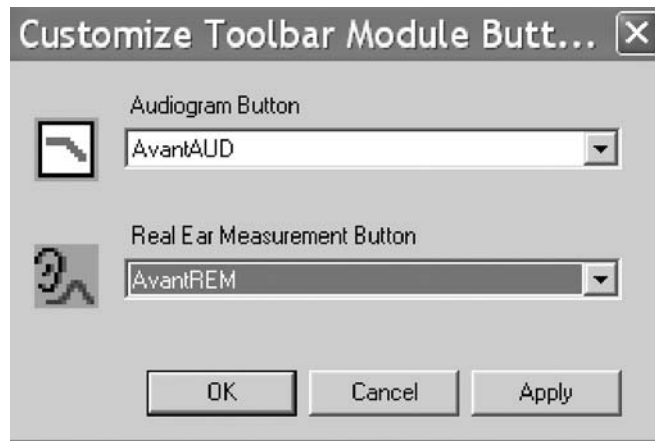 Customize Toolbar Module Butt...
Audiogram Button
AvantAUD
Real Ear Measurement Button
AvantREM
OK Cancel Apply